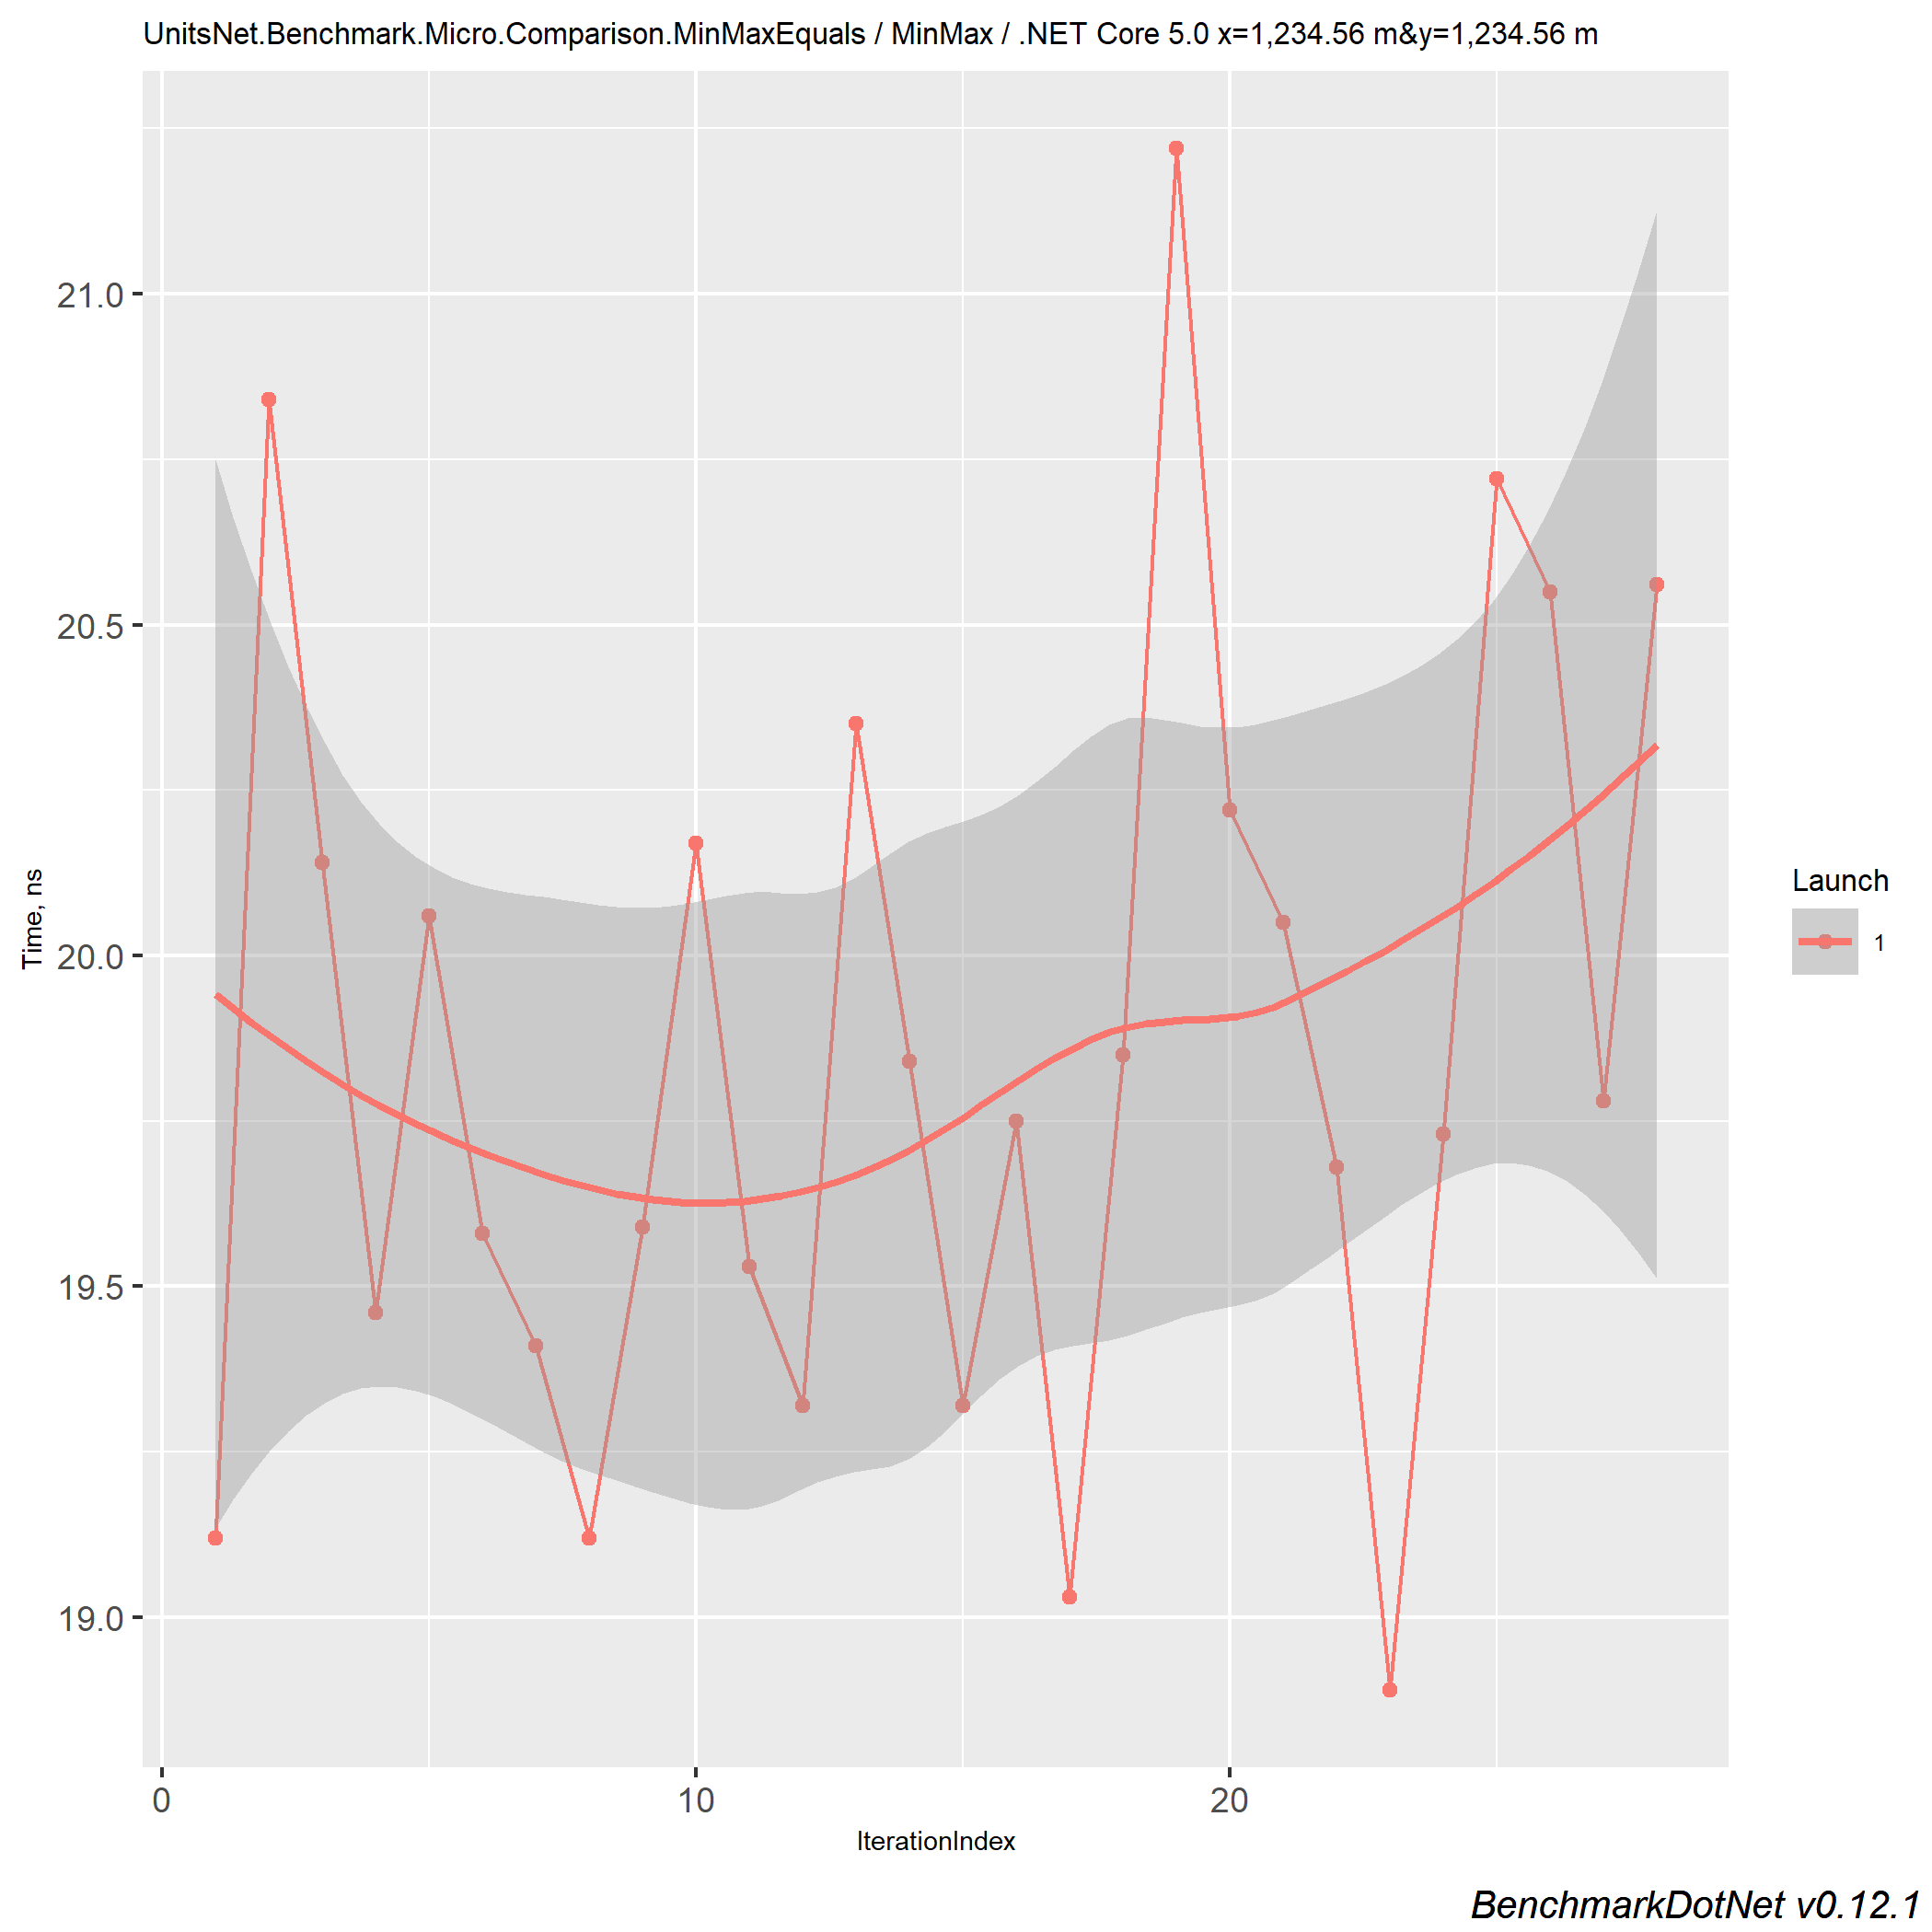 UnitsNet.Benchmark.Micro.Comparison.MinMaxEquals / MinMax / .NET Core 5.0 x=1,234.56 m&y=1,234.56 m
21.0
20.5
20.0
19.5
19.0
Time, ns
0 10 20
IterationIndex
Launch
1
BenchmarkDotNet v0.12.1